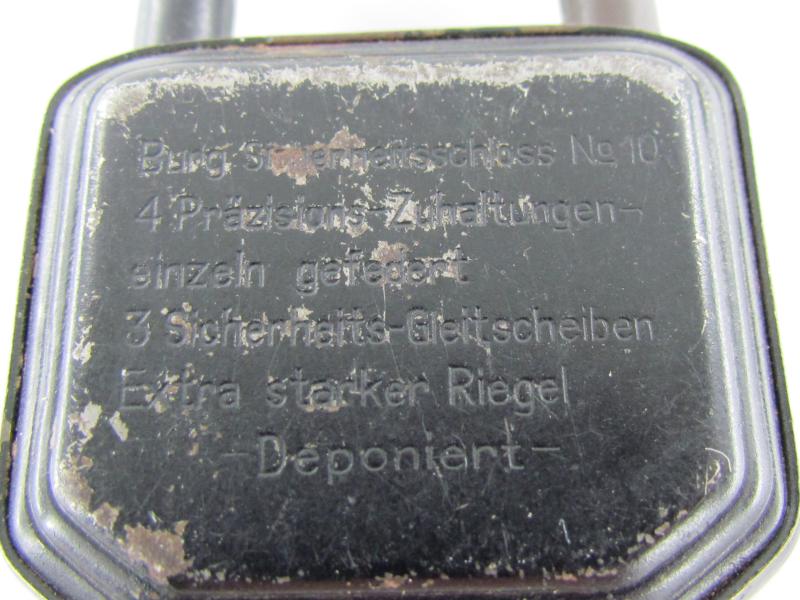 Burg Sicherheitsschloss No 10
4 Präzisions-Zuhaltungen-
einzeln gefedert
3 Sicherheits-Gleitscheiben
Extra starker Riegel
-Deponiert-